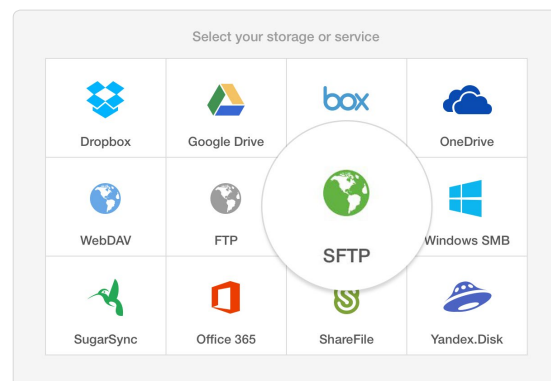 Select your storage or service
box
Dropbox
Google Drive
OneDrive
WebDAV
FTP
SFTP
Windows SMB
SugarSync
Office 365
ShareFile
Yandex.Disk